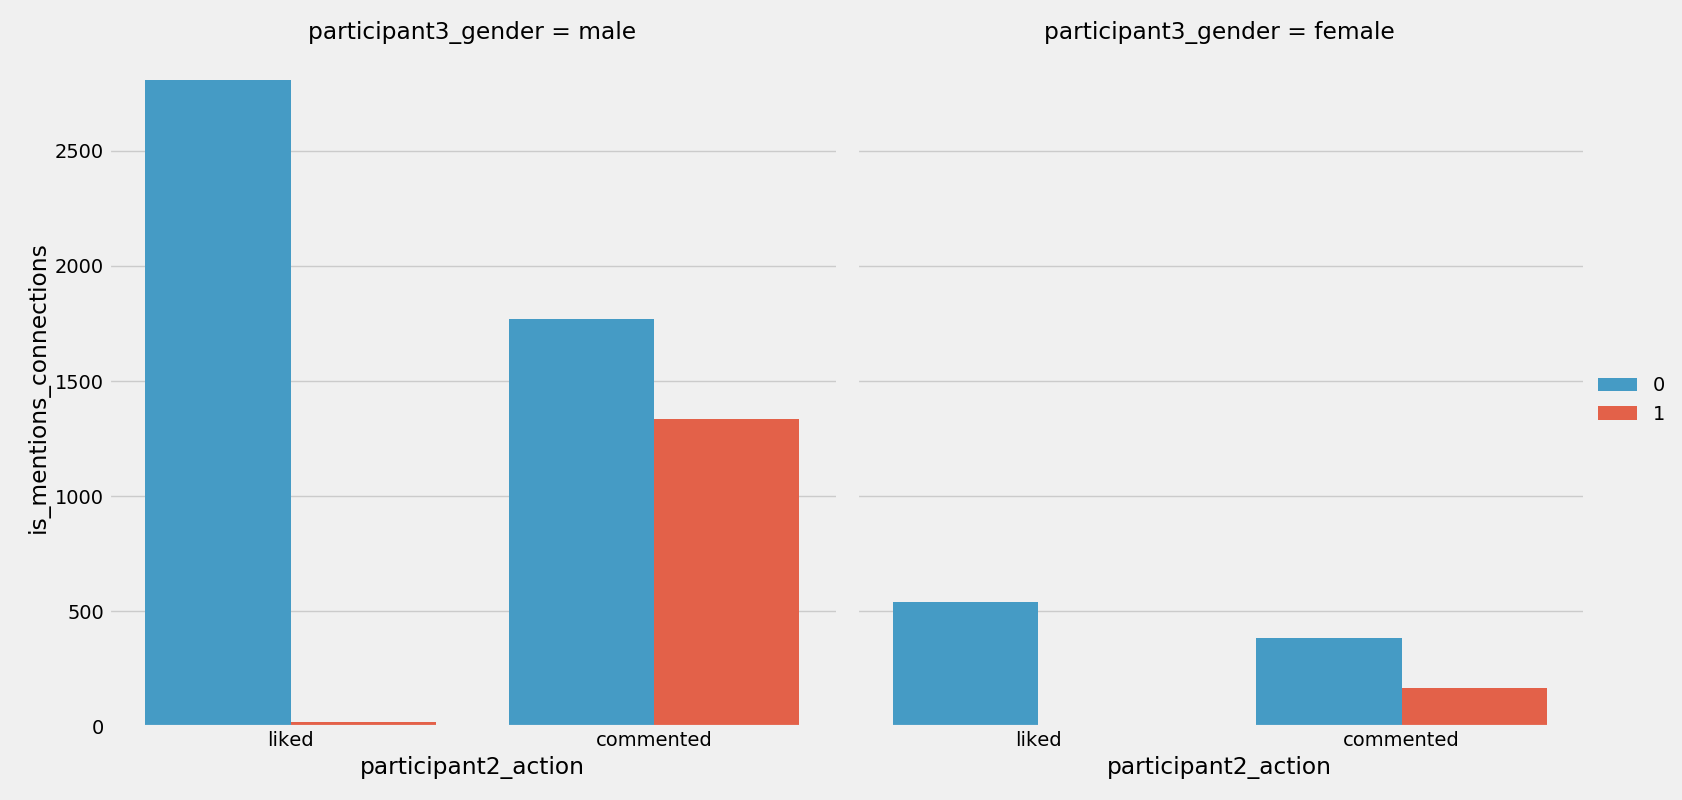 participant3_gender = male
participant3_gender = female
is_mentions_connections
2500
2000
1500
1000
500
0
liked
commented
liked
commented
participant2_action
participant2_action
0
1